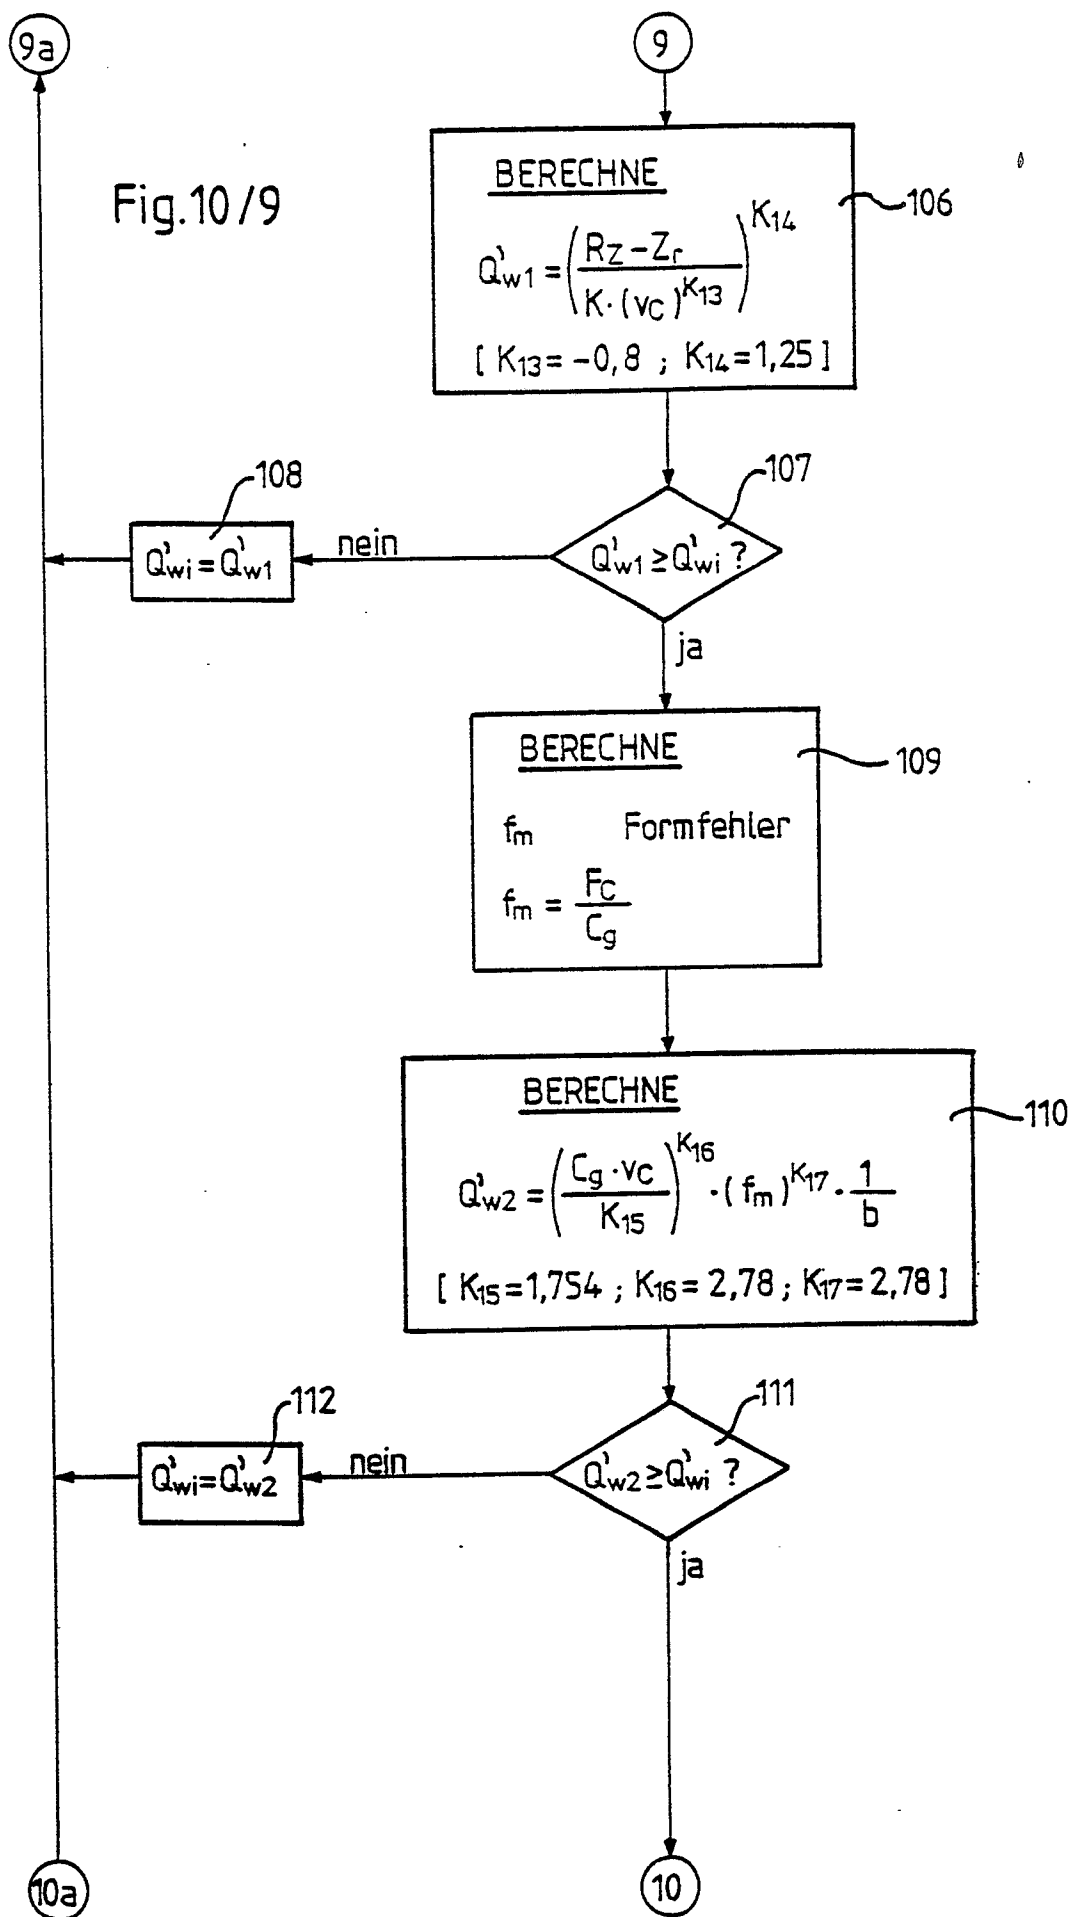 9a
9
Fig.10/9
BERECHNE
106
Q'w1 = ( (Rz − Zr) / (K · (vc)^K13) )^K14
[ K13 = −0,8 ; K14 = 1,25 ]
108
107
Q'wi = Q'w1
nein
Q'w1 ≥ Q'wi ?
ja
BERECHNE
109
fm Formfehler
fm = Fc / Cg
BERECHNE
110
Q'w2 = ( (Cg · vc) / K15 )^K16 · (fm)^K17 · 1/b
[ K15 = 1,754 ; K16 = 2,78 ; K17 = 2,78 ]
112
111
Q'wi = Q'w2
nein
Q'w2 ≥ Q'wi ?
ja
10a
10